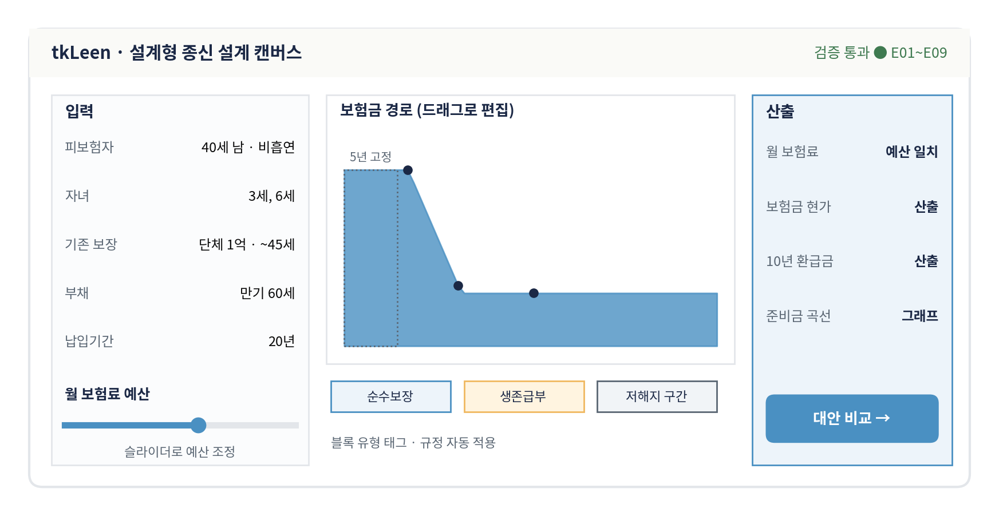 tkLeen · 설계형 종신 설계 캔버스
검증 통과 ● E01~E09
입력
피보험자 40세 남 · 비흡연
자녀 3세, 6세
기존 보장 단체 1억 · ~45세
부채 만기 60세
납입기간 20년
월 보험료 예산
슬라이더로 예산 조정
보험금 경로 (드래그로 편집)
5년 고정
순수보장
생존급부
저해지 구간
블록 유형 태그 · 규정 자동 적용
산출
월 보험료 예산 일치
보험금 현가 산출
10년 환급금 산출
준비금 곡선 그래프
대안 비교 →